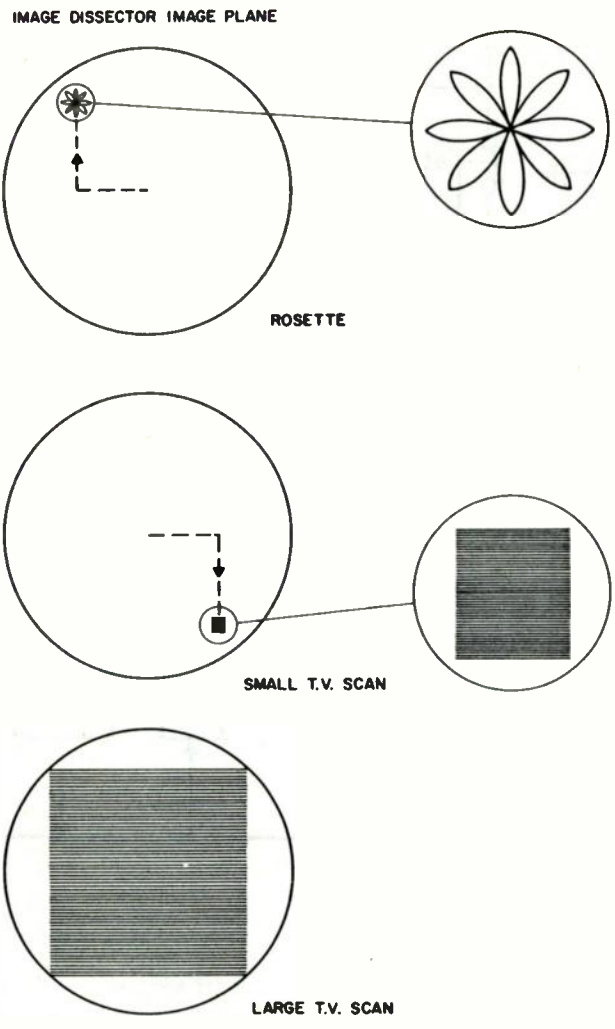 IMAGE DISSECTOR IMAGE PLANE
ROSETTE
SMALL T.V. SCAN
LARGE T.V. SCAN